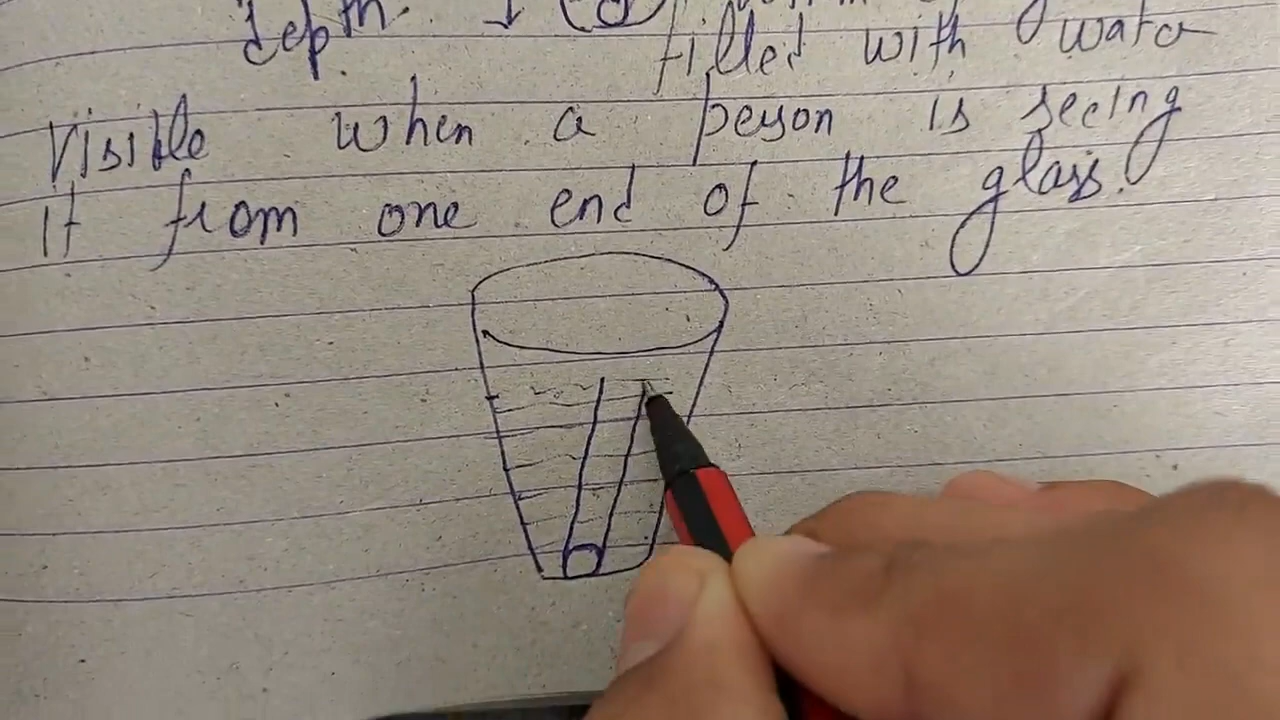 depth. ↓
filled with water
Visible when a person is seeing
it from one end of the glass.